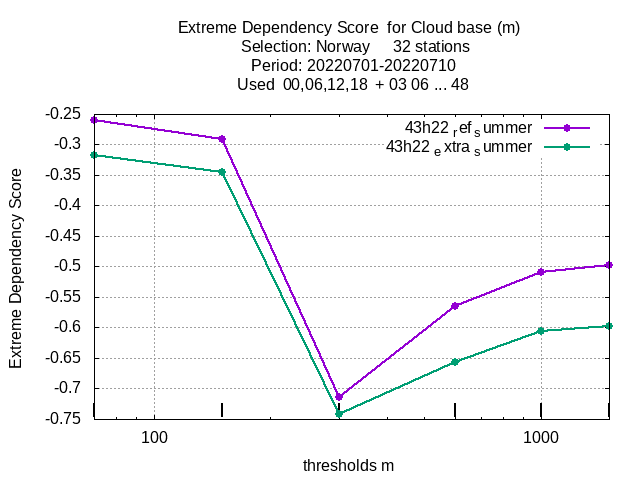 Extreme Dependency Score  for Cloud base (m)
Selection: Norway     32 stations
Period: 20220701-20220710
Used  00,06,12,18  + 03 06 ... 48
43h22 ref summer
43h22 extra summer
-0.25
-0.3
-0.35
-0.4
-0.45
-0.5
-0.55
-0.6
-0.65
-0.7
-0.75
Extreme Dependency Score
100
1000
thresholds m